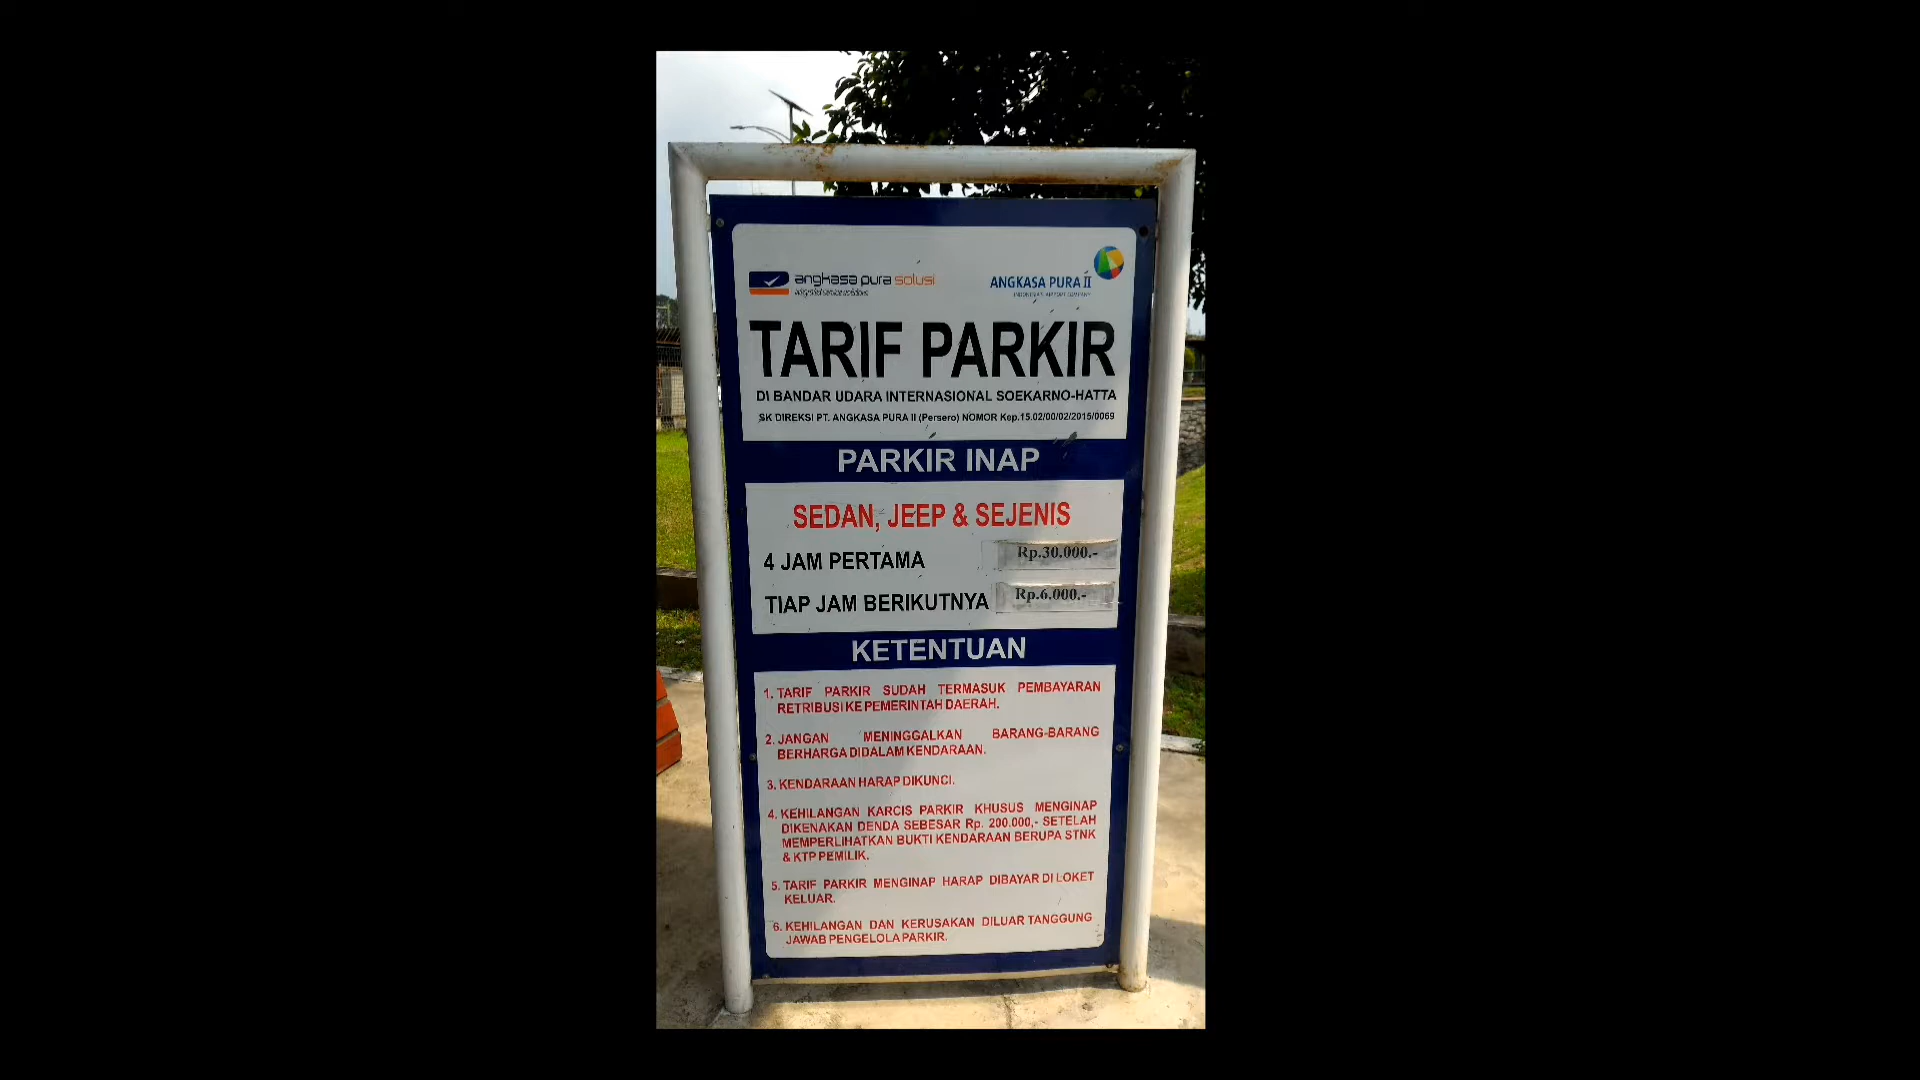 angkasa pura solusi
ANGKASA PURA II
TARIF PARKIR
DI BANDAR UDARA INTERNASIONAL SOEKARNO-HATTA
SK DIREKSI PT. ANGKASA PURA II (Persero) NOMOR Kep.15.02/00/02/2015/0069
PARKIR INAP
SEDAN, JEEP & SEJENIS
4 JAM PERTAMA Rp.30.000.-
TIAP JAM BERIKUTNYA Rp.6.000.-
KETENTUAN
1. TARIF PARKIR SUDAH TERMASUK PEMBAYARAN
RETRIBUSI KE PEMERINTAH DAERAH.
2. JANGAN MENINGGALKAN BARANG-BARANG
BERHARGA DIDALAM KENDARAAN.
3. KENDARAAN HARAP DIKUNCI.
4. KEHILANGAN KARCIS PARKIR KHUSUS MENGINAP
DIKENAKAN DENDA SEBESAR Rp. 200.000,- SETELAH
MEMPERLIHATKAN BUKTI KENDARAAN BERUPA STNK
& KTP PEMILIK.
5. TARIF PARKIR MENGINAP HARAP DIBAYAR DI LOKET
KELUAR.
6. KEHILANGAN DAN KERUSAKAN DILUAR TANGGUNG
JAWAB PENGELOLA PARKIR.